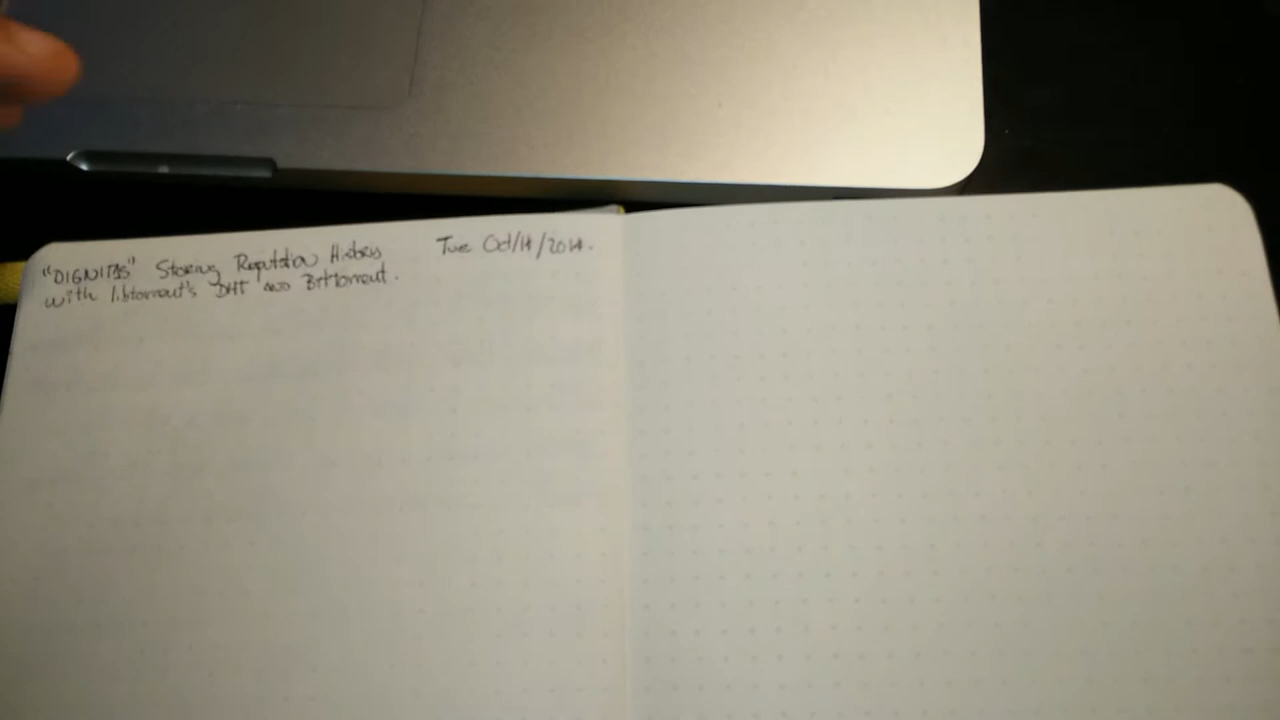 "DIGNITAS" Storing Reputation History
with libtorrent's DHT and BitTorrent.
Tue Oct/14/2014.